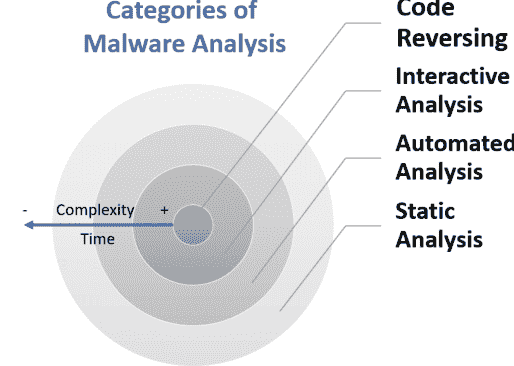 Categories of
Malware Analysis
Code
Reversing
Interactive
Analysis
Automated
Analysis
Static
Analysis
- Complexity +
Time